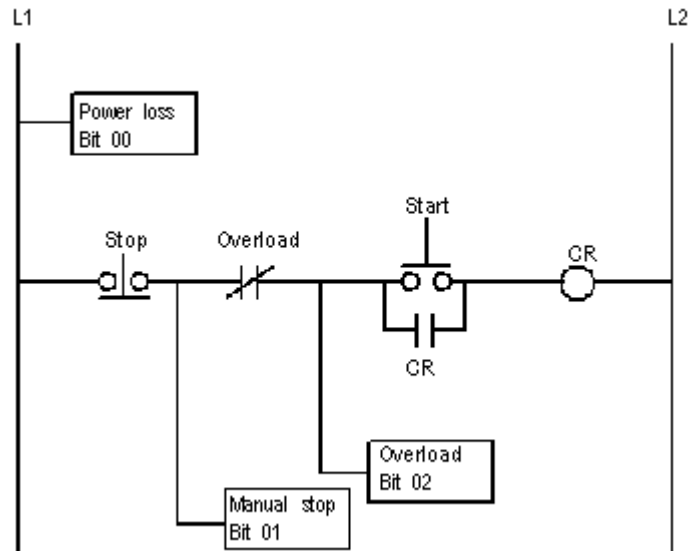 L1
L2
Power loss
Bit 00
Start
Stop
Overload
CR
CR
Overload
Bit 02
Manual stop
Bit 01